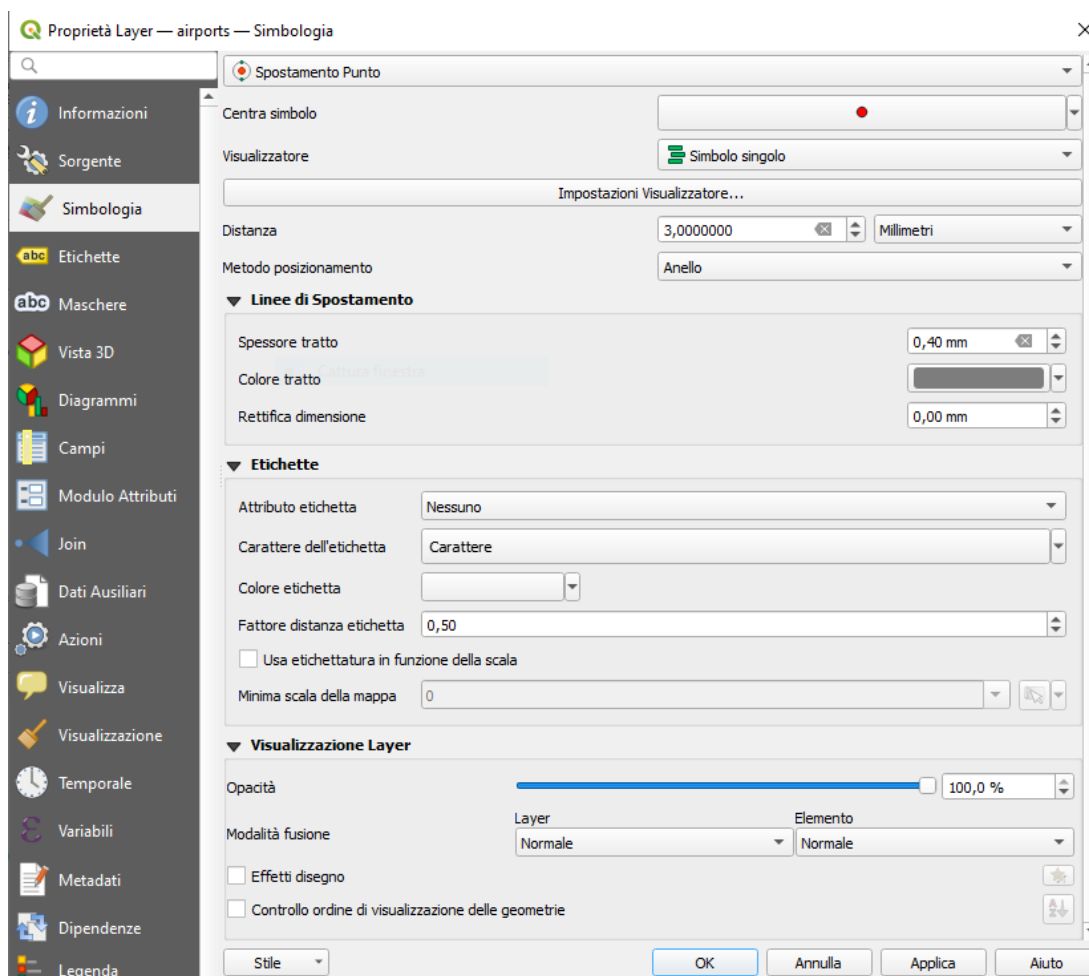 Proprietà Layer — airports — Simbologia
Spostamento Punto
Informazioni
Centra simbolo
Sorgente
Visualizzatore
Simbolo singolo
Impostazioni Visualizzatore...
Simbologia
Distanza
3,0000000
Millimetri
abc
Etichette
Metodo posizionamento
Anello
abc
Maschere
Linee di Spostamento
Vista 3D
Spessore tratto
0,40 mm
Cattura finestra
Colore tratto
Diagrammi
Rettifica dimensione
0,00 mm
Campi
Etichette
Modulo Attributi
Attributo etichetta
Nessuno
Join
Carattere dell'etichetta
Carattere
Dati Ausiliari
Colore etichetta
Azioni
Fattore distanza etichetta
0,50
Usa etichettatura in funzione della scala
Visualizza
Minima scala della mappa
0
Visualizzazione
Visualizzazione Layer
Temporale
Opacità
100,0 %
Layer
Elemento
Variabili
Modalità fusione
Normale
Normale
Metadati
Effetti disegno
Controllo ordine di visualizzazione delle geometrie
Dipendenze
Legenda
Stile
OK
Annulla
Applica
Aiuto